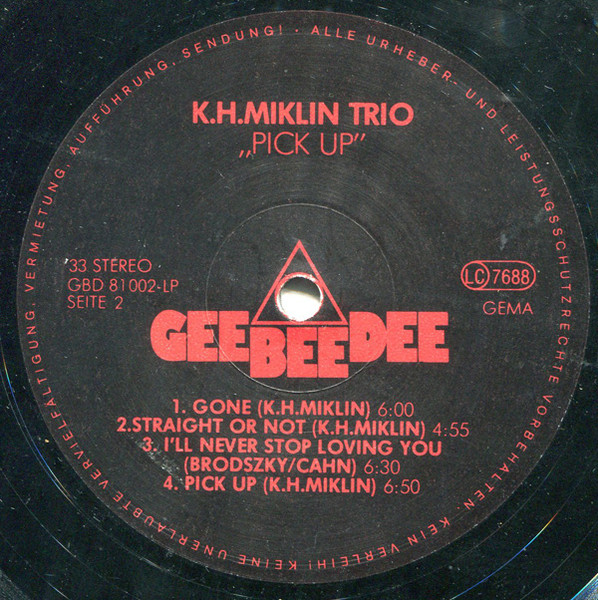 K.H.MIKLIN TRIO
„PICK UP"
'33 STEREO
GBD 81002-LP
SEITE 2
LC 7688
GEMA
GEE BEE DEE
1. GONE (K.H.MIKLIN) 6:00
2.STRAIGHT OR NOT (K.H.MIKLIN) 4:55
3. I'LL NEVER STOP LOVING YOU
(BRODSZKY/CAHN) 6:30
4. PICK UP (K.H.MIKLIN) 6:50
ALLE URHEBER- UND LEISTUNGSSCHUTZRECHTE VORBEHALTEN. KEIN VERLEIH! KEINE UNERLAUBTE VERVIELFÄLTIGUNG, VERMIETUNG, AUFFÜHRUNG, SENDUNG! ·